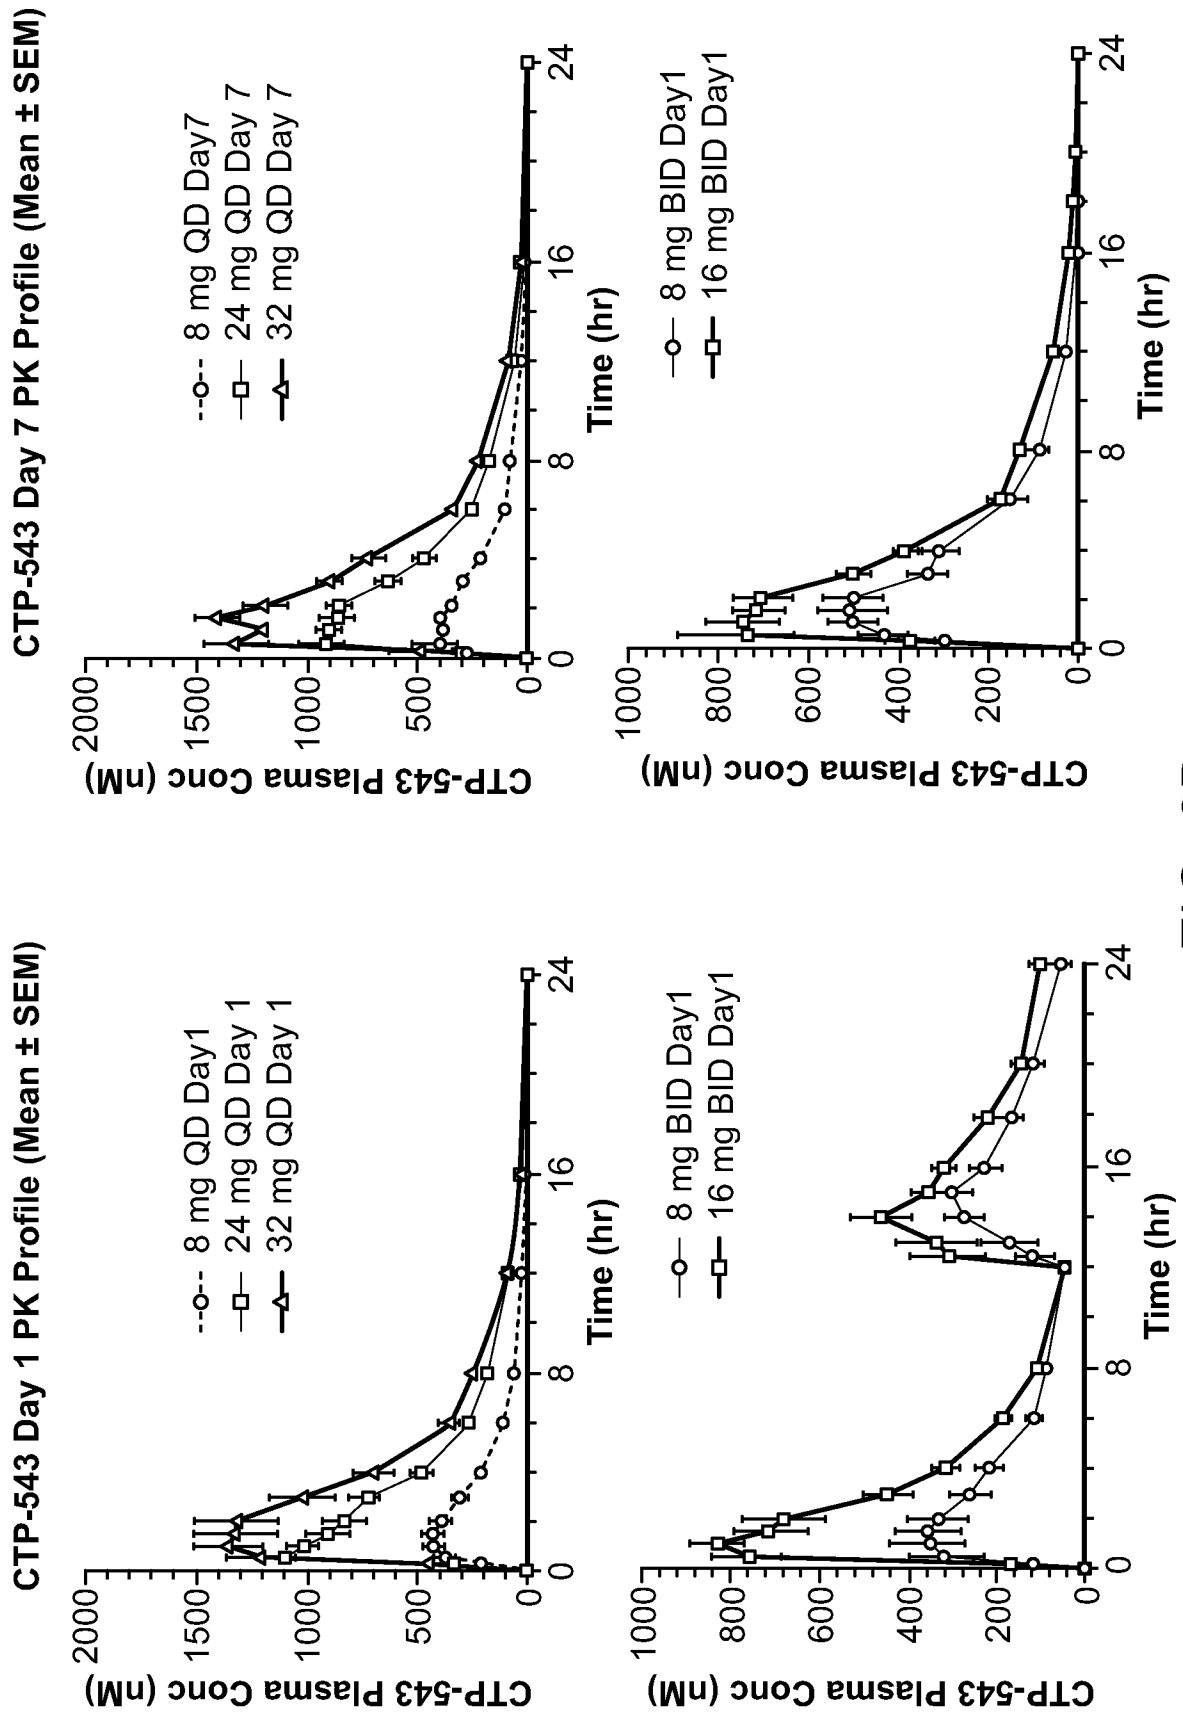 CTP-543 Day 1 PK Profile (Mean ± SEM)
CTP-543 Plasma Conc (nM)
2000
1500
1000
500
0
0
8
16
24
Time (hr)
8 mg QD Day1
24 mg QD Day 1
32 mg QD Day 1
CTP-543 Day 7 PK Profile (Mean ± SEM)
CTP-543 Plasma Conc (nM)
2000
1500
1000
500
0
0
8
16
24
Time (hr)
8 mg QD Day7
24 mg QD Day 7
32 mg QD Day 7
CTP-543 Plasma Conc (nM)
1000
800
600
400
200
0
0
8
16
24
Time (hr)
8 mg BID Day1
16 mg BID Day1
CTP-543 Plasma Conc (nM)
1000
800
600
400
200
0
0
8
16
24
Time (hr)
8 mg BID Day1
16 mg BID Day1